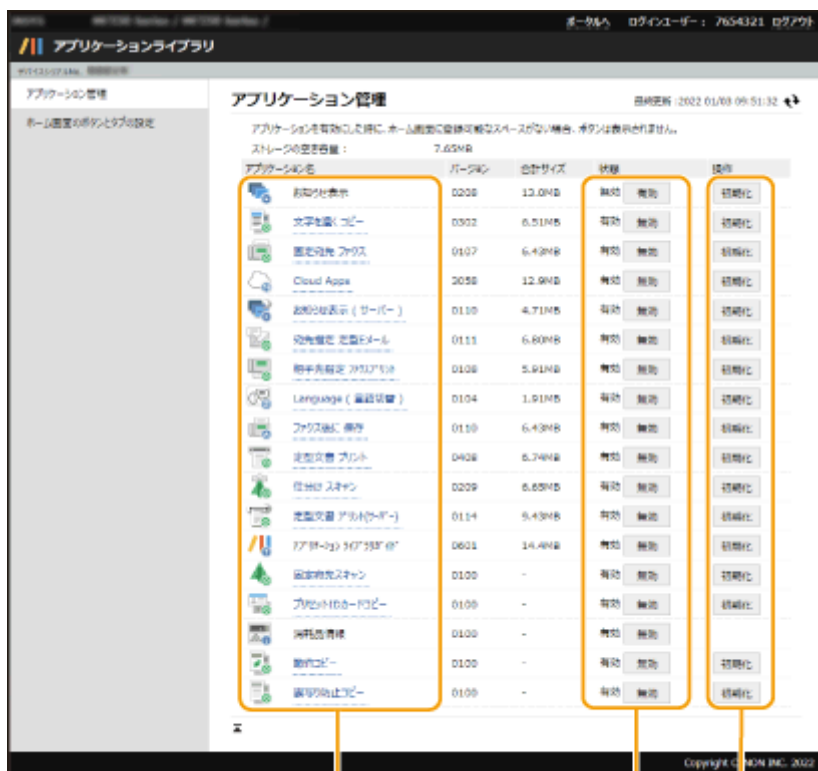 ポータルへ ログインユーザー： 7654321 ログアウト
アプリケーションライブラリ
アプリケーション管理
ホーム画面のボタンとタブの設定
アプリケーション管理
最終更新 :2022 01/03 09:51:32
アプリケーションを有効にした時に、ホーム画面に登録可能なスペースがない場合、ボタンは表示されません。
ストレージの空き容量： 7.65MB
アプリケーション名 バージョン 合計サイズ 状態 操作
お知らせ表示 0208 13.0MB 無効 有効 初期化
文字を書く コピー 0302 6.51MB 有効 無効 初期化
固定宛先 ファクス 0107 6.43MB 有効 無効 初期化
Cloud Apps 3058 12.9MB 有効 無効 初期化
お知らせ表示 ( サーバー ) 0110 4.71MB 有効 無効 初期化
宛先指定 定型Eメール 0111 6.80MB 有効 無効 初期化
相手先指定 ファクスプリント 0108 5.91MB 有効 無効 初期化
Language ( 言語切替 ) 0104 1.91MB 有効 無効 初期化
ファクス後に 保存 0110 6.43MB 有効 無効 初期化
定型文書 プリント 0408 6.74MB 有効 無効 初期化
仕分け スキャン 0209 6.65MB 有効 無効 初期化
定型文書 プリント(サーバー) 0114 9.43MB 有効 無効 初期化
アプリケーション ライブラリガイド 0601 14.4MB 有効 無効 初期化
固定宛先スキャン 0100 - 有効 無効 初期化
プリセットIDカードコピー 0100 - 有効 無効 初期化
消耗品情報 0100 - 有効 無効
節約コピー 0100 - 有効 無効 初期化
裏写り防止コピー 0100 - 有効 無効 初期化
Copyright CANON INC. 2022